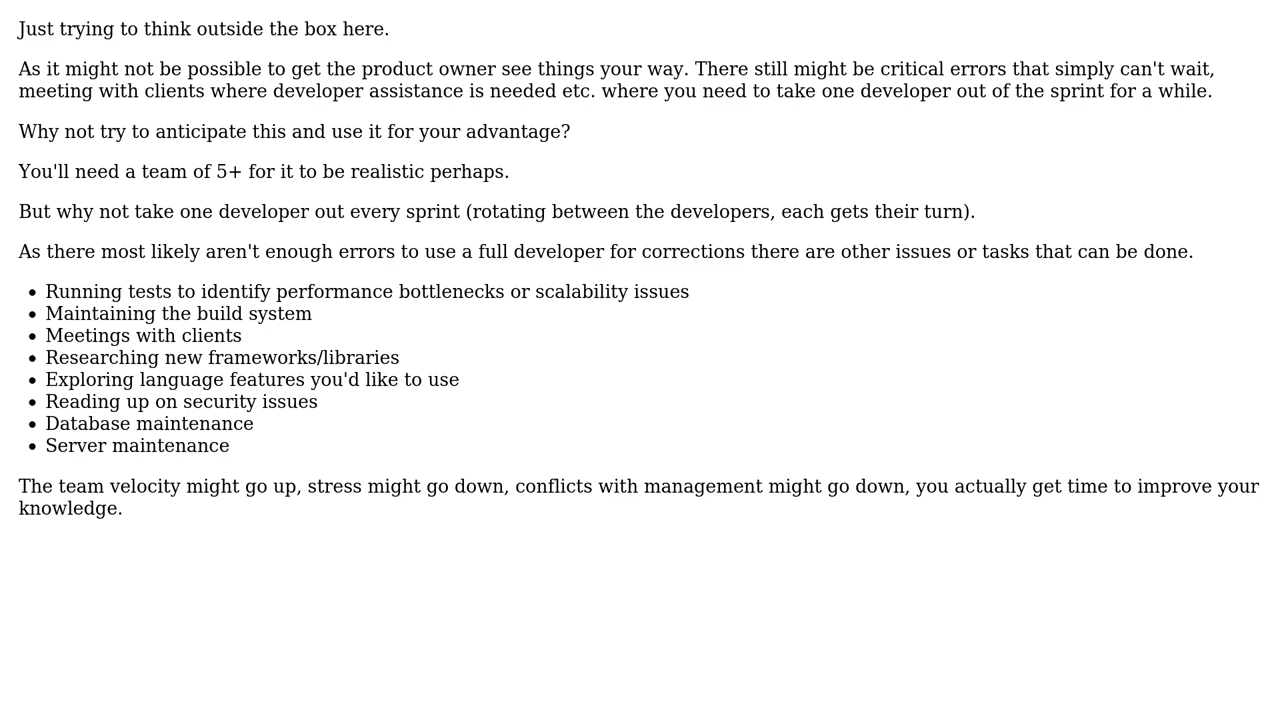 Just trying to think outside the box here.
As it might not be possible to get the product owner see things your way. There still might be critical errors that simply can't wait,
meeting with clients where developer assistance is needed etc. where you need to take one developer out of the sprint for a while.
Why not try to anticipate this and use it for your advantage?
You'll need a team of 5+ for it to be realistic perhaps.
But why not take one developer out every sprint (rotating between the developers, each gets their turn).
As there most likely aren't enough errors to use a full developer for corrections there are other issues or tasks that can be done.
• Running tests to identify performance bottlenecks or scalability issues
• Maintaining the build system
• Meetings with clients
• Researching new frameworks/libraries
• Exploring language features you'd like to use
• Reading up on security issues
• Database maintenance
• Server maintenance
The team velocity might go up, stress might go down, conflicts with management might go down, you actually get time to improve your
knowledge.